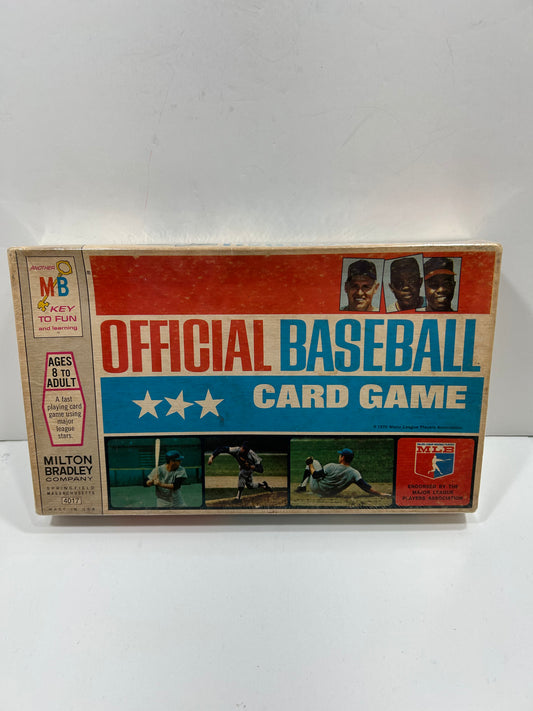 ANOTHER
MB
KEY
TO FUN
and learning
AGES
8 TO
ADULT
A fast
playing card
game using
major
league
stars.
MILTON
BRADLEY
COMPANY
SPRINGFIELD
MASSACHUSETTS
4017
MADE IN USA
OFFICIAL BASEBALL
CARD GAME
© 1970 Major League Players Association
MLB
ENDORSED BY THE
MAJOR LEAGUE
PLAYERS ASSOCIATION